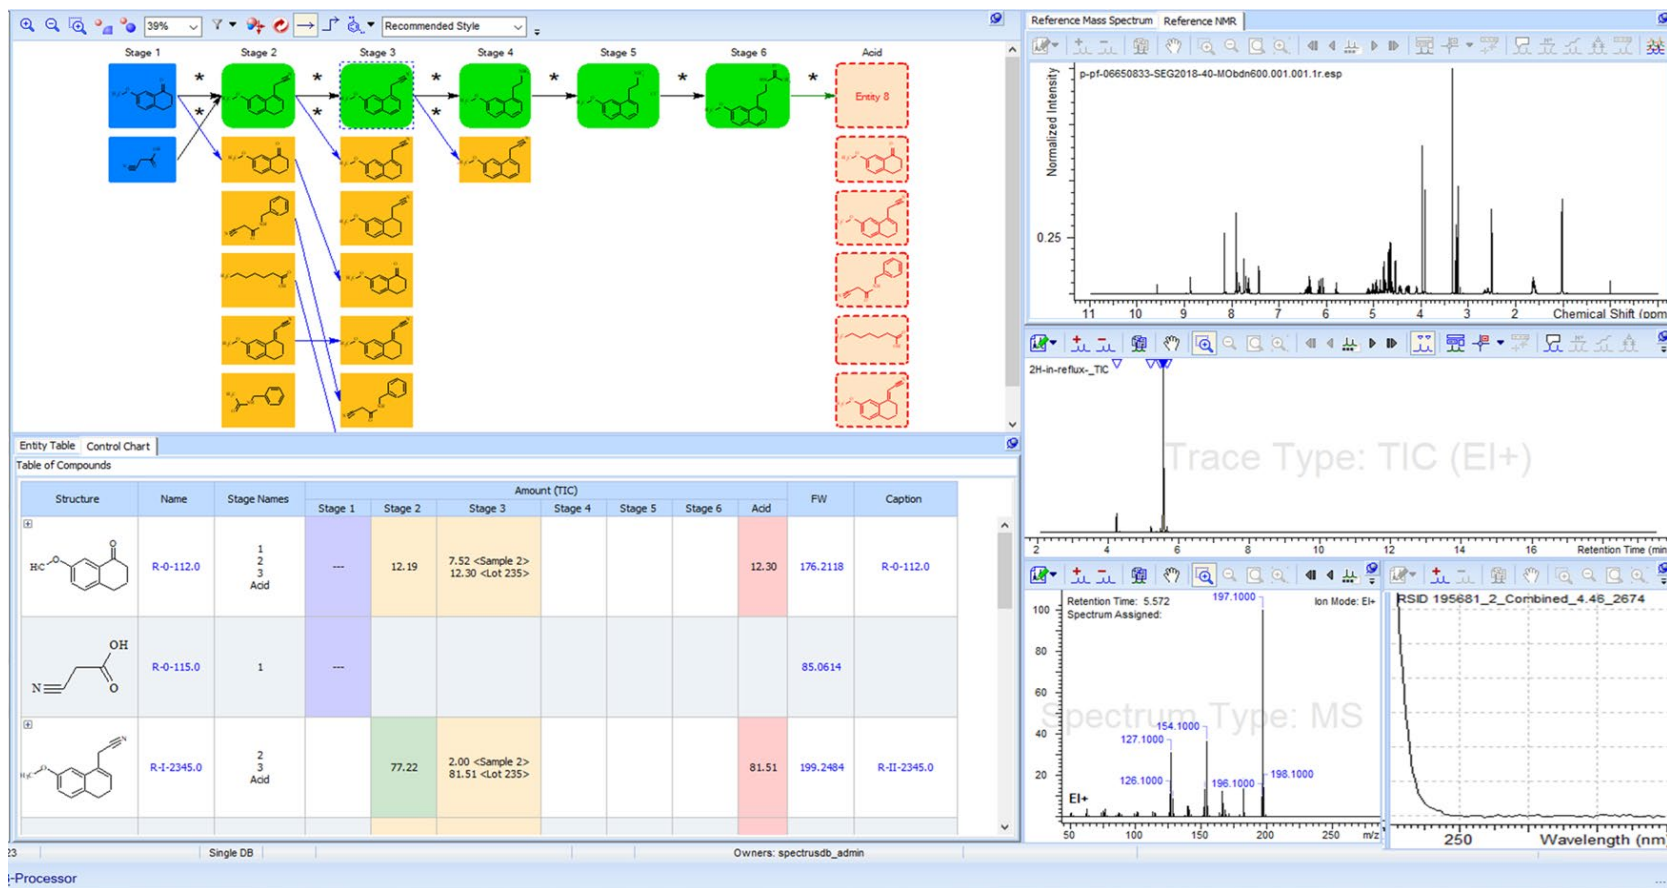 39%
Recommended Style
Stage 1 Stage 2 Stage 3 Stage 4 Stage 5 Stage 6 Acid
* * * * * *
Entity 8
* * *
Entity Table Control Chart
Table of Compounds
Structure Name Stage Names Amount (TIC) FW Caption
Stage 1 Stage 2 Stage 3 Stage 4 Stage 5 Stage 6 Acid
O
HC O
R-0-112.0
1
2
3
Acid
---
12.19
7.52 <Sample 2>
12.30 <Lot 235>
12.30
176.2118
R-0-112.0
OH
N O
R-0-115.0
1
---
85.0614
N
H₃C O
R-I-2345.0
2
3
Acid
77.22
2.00 <Sample 2>
81.51 <Lot 235>
81.51
199.2484
R-II-2345.0
Reference Mass Spectrum Reference NMR
p-pf-06650833-SEG2018-40-MObdn600.001.001.1r.esp
Normalized Intensity
0.25
11 10 9 8 7 6 5 4 3 2
Chemical Shift (ppm
2H-in-reflux-_TIC
Trace Type: TIC (EI+)
2 4 6 8 10 12 14 16 Retention Time (min
Retention Time: 5.572 Ion Mode: EI+
Spectrum Assigned:
197.1000
100
80
60
40
20
Spectrum Type: MS
154.1000
127.1000
126.1000 196.1000 198.1000
EI+
50 100 150 200 250 m/z
RSID 195681_2_Combined_4.46_2674
250 Wavelength (nm
23 Single DB Owners: spectrusdb_admin
-Processor